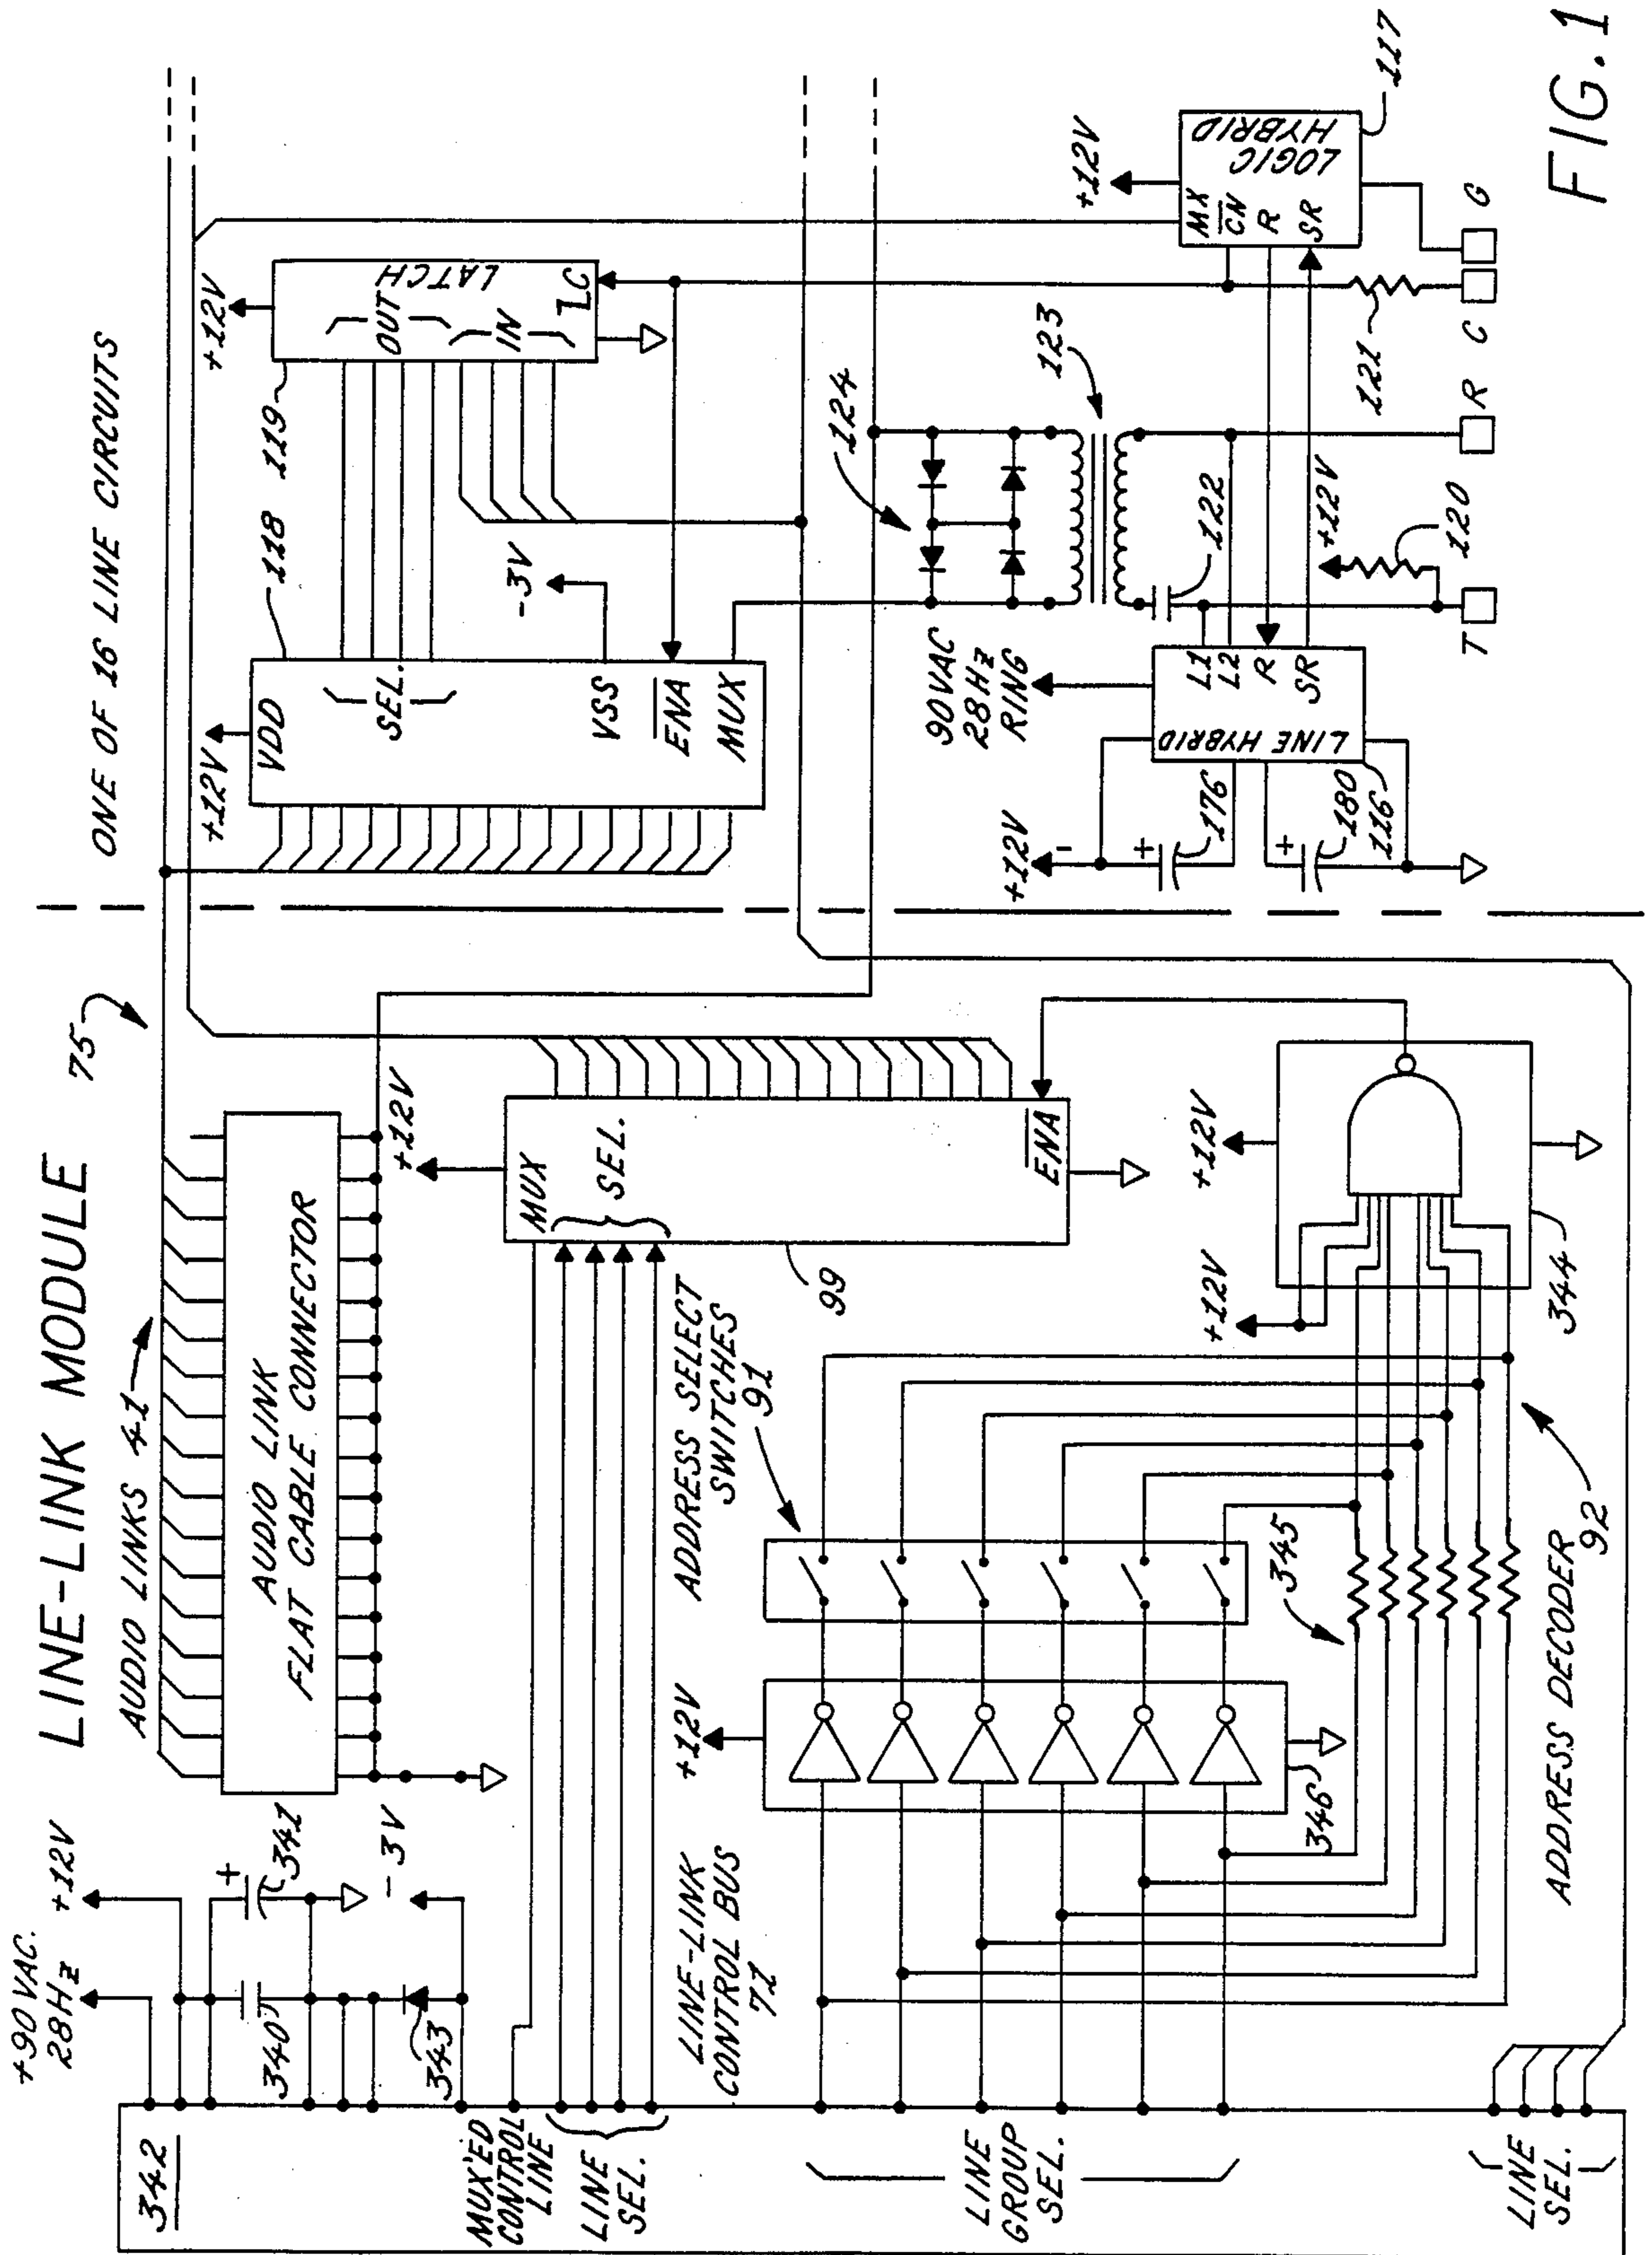 LINE-LINK MODULE
75
ONE OF 16 LINE CIRCUITS
AUDIO LINKS 41
AUDIO LINK
FLAT CABLE CONNECTOR
+90 VAC.
28Hz
+12V
341
340
343
-3V
342
MUX'ED
CONTROL
LINE
LINE
SEL.
LINE-LINK
CONTROL BUS
71
LINE
GROUP
SEL.
LINE
SEL.
+12V
MUX
SEL.
ENA
99
ADDRESS SELECT
SWITCHES
91
+12V
346
345
ADDRESS DECODER
92
+12V
+12V
344
+12V
VDD
118
SEL.
VSS
-3V
ENA
MUX
+12V
119
LATCH
OUT
IN
LC
124
123
90VAC
28Hz
RING
122
+12V
-
+
176
+
180
116
LINE HYBRID
L1
L2
R
SR
+12V
120
121
+12V
MX
CN
R
SR
LOGIC
HYBRID
117
T
R
C
G
FIG. 1